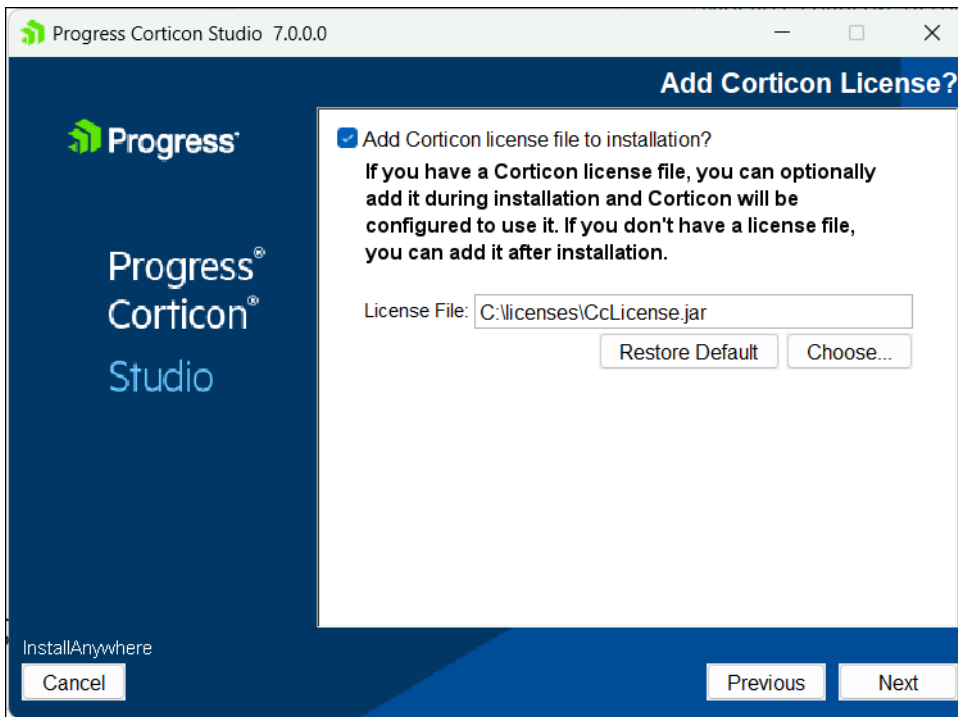 Progress Corticon Studio 7.0.0.0
Add Corticon License?
Progress
Progress®
Corticon®
Studio
Add Corticon license file to installation?
If you have a Corticon license file, you can optionally
add it during installation and Corticon will be
configured to use it. If you don't have a license file,
you can add it after installation.
License File: C:\licenses\CcLicense.jar
Restore Default Choose...
InstallAnywhere
Cancel Previous Next